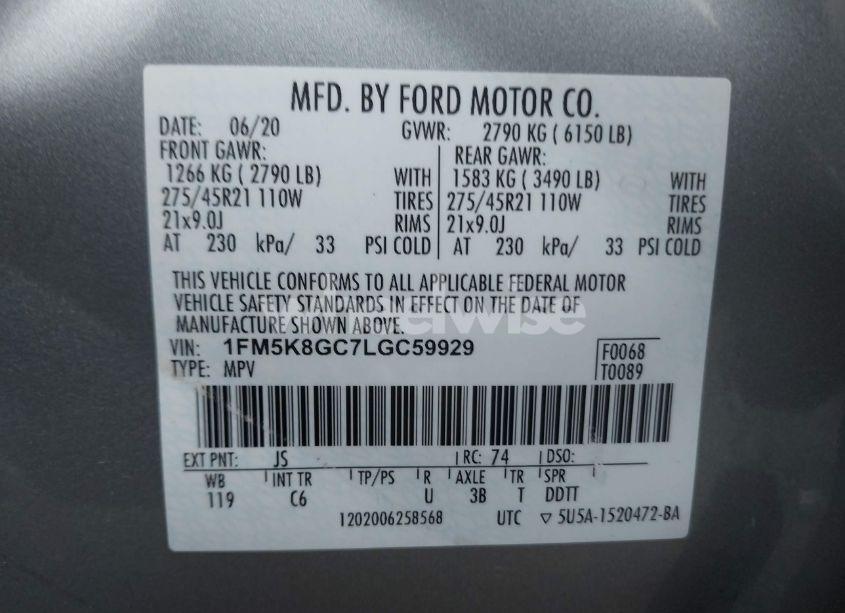 MFD. BY FORD MOTOR CO.
DATE: 06/20 GVWR: 2790 KG ( 6150 LB)
FRONT GAWR: REAR GAWR:
1266 KG ( 2790 LB) WITH 1583 KG ( 3490 LB) WITH
275/45R21 110W TIRES 275/45R21 110W TIRES
21x9.0J RIMS 21x9.0J RIMS
AT 230 kPa/ 33 PSI COLD AT 230 kPa/ 33 PSI COLD
THIS VEHICLE CONFORMS TO ALL APPLICABLE FEDERAL MOTOR
VEHICLE SAFETY STANDARDS IN EFFECT ON THE DATE OF
MANUFACTURE SHOWN ABOVE.
VIN: 1FM5K8GC7LGC59929 F0068
TYPE: MPV T0089
EXT PNT: JS RC: 74 DSO:
WB INT TR TP/PS R AXLE TR SPR
119 C6 U 3B T DDTT
1202006258568 UTC ▽ 5U5A-1520472-BA